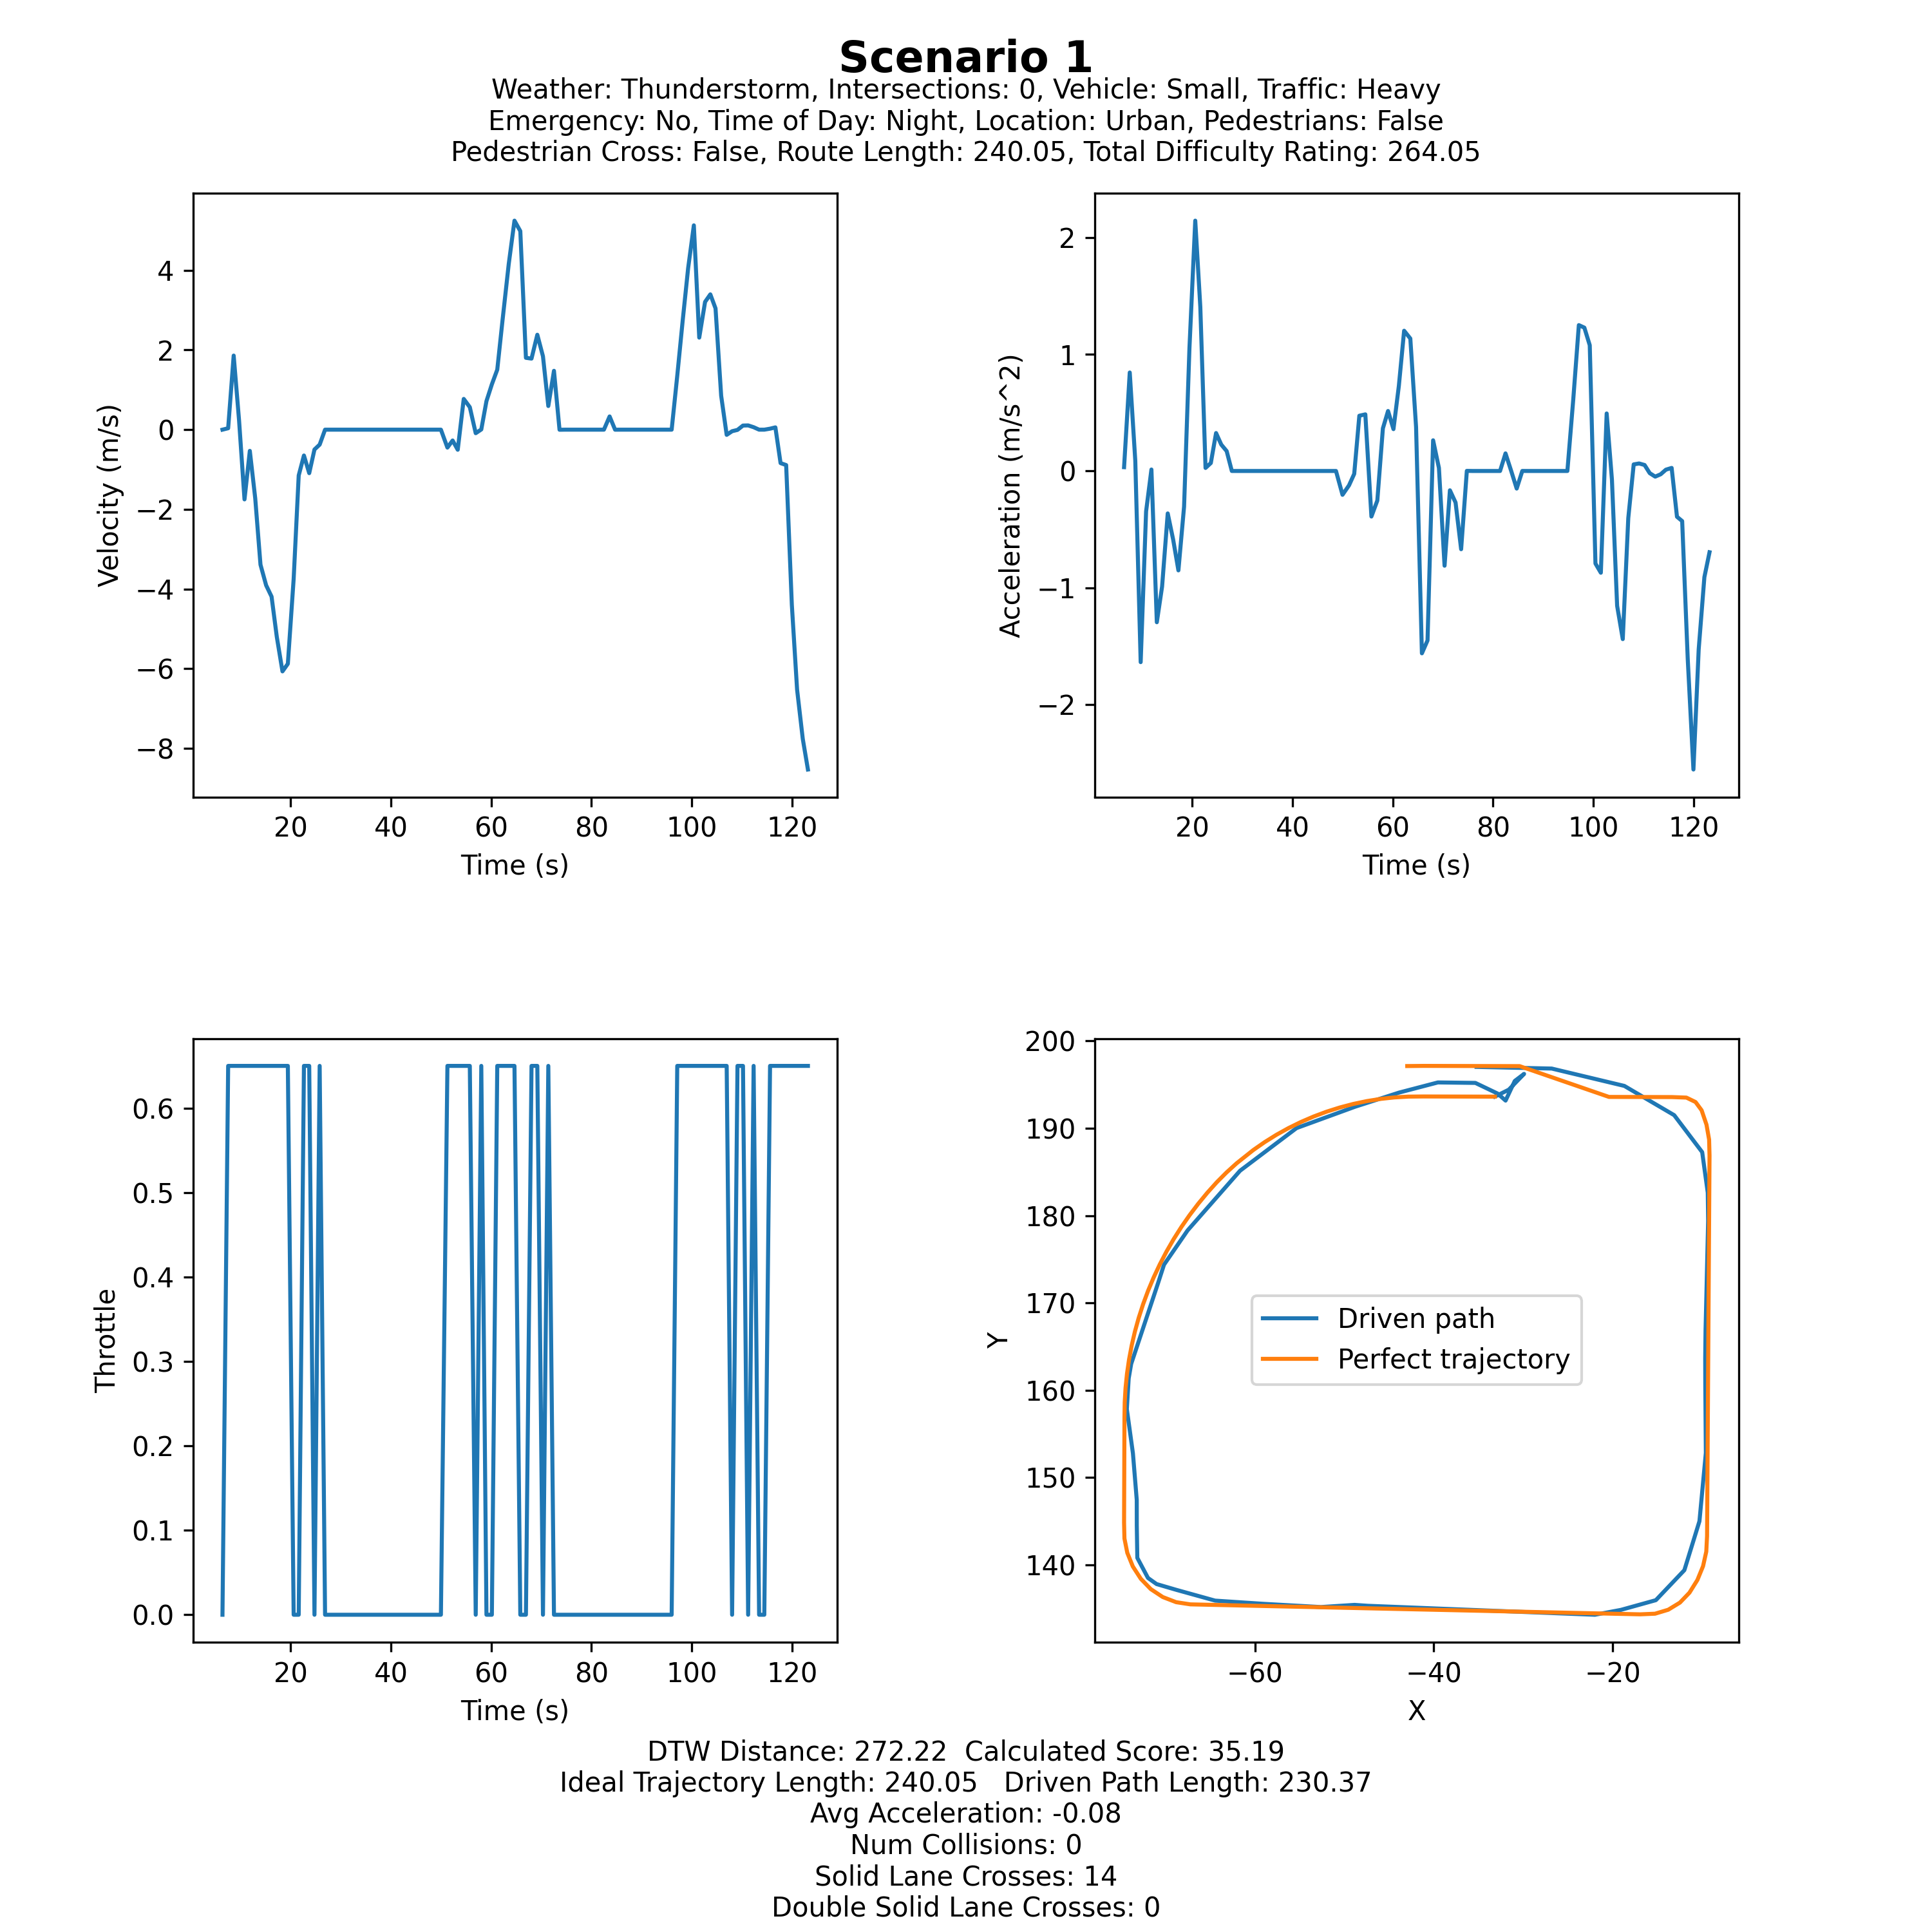 Scenario 1
Weather: Thunderstorm, Intersections: 0, Vehicle: Small, Traffic: Heavy
Emergency: No, Time of Day: Night, Location: Urban, Pedestrians: False
Pedestrian Cross: False, Route Length: 240.05, Total Difficulty Rating: 264.05
Velocity (m/s)
4
2
0
−2
−4
−6
−8
20 40 60 80 100 120
Time (s)
Acceleration (m/s^2)
2
1
0
−1
−2
20 40 60 80 100 120
Time (s)
Throttle
0.6
0.5
0.4
0.3
0.2
0.1
0.0
20 40 60 80 100 120
Time (s)
Y
200
190
180
170
160
150
140
Driven path
Perfect trajectory
−60 −40 −20
X
DTW Distance: 272.22 Calculated Score: 35.19
Ideal Trajectory Length: 240.05 Driven Path Length: 230.37
Avg Acceleration: -0.08
Num Collisions: 0
Solid Lane Crosses: 14
Double Solid Lane Crosses: 0